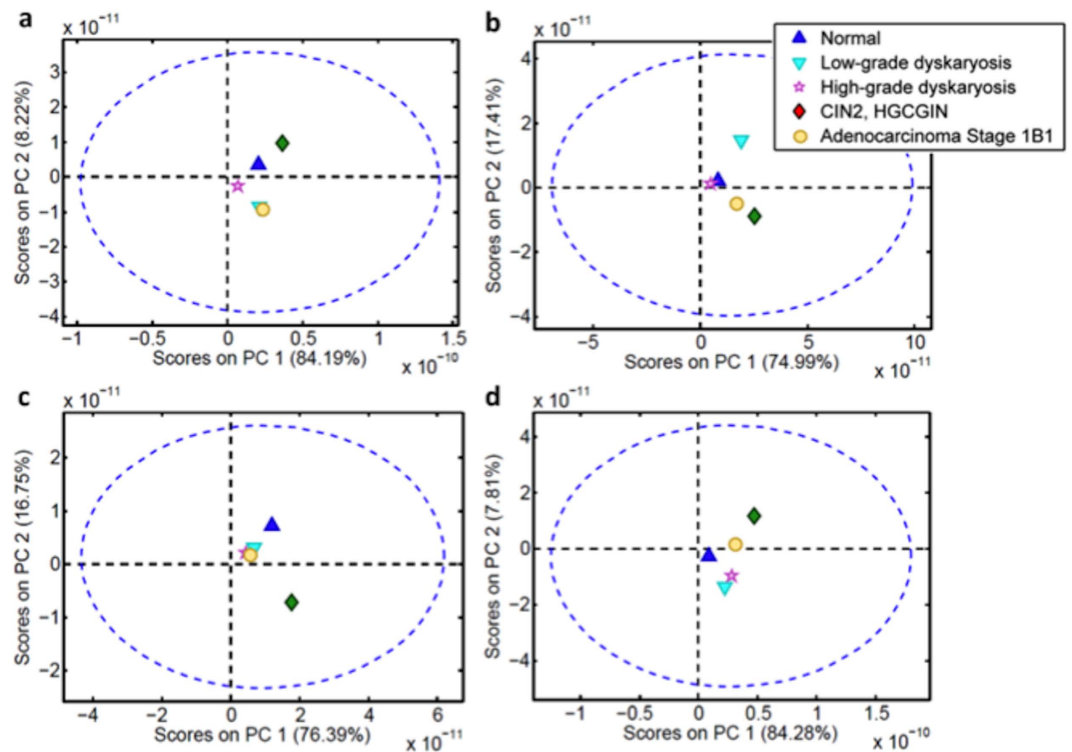 a
x 10⁻¹¹
3
2
1
0
−1
−2
−3
−4
Scores on PC 2 (8.22%)
−1
−0.5
0
0.5
1
1.5
Scores on PC 1 (84.19%)
x 10⁻¹⁰
b
x 10⁻¹¹
4
2
0
−2
−4
Scores on PC 2 (17.41%)
−5
0
5
10
Scores on PC 1 (74.99%)
x 10⁻¹¹
Normal
Low-grade dyskaryosis
High-grade dyskaryosis
CIN2, HGCGIN
Adenocarcinoma Stage 1B1
c
x 10⁻¹¹
2
1
0
−1
−2
Scores on PC 2 (16.75%)
−4
−2
0
2
4
6
Scores on PC 1 (76.39%)
x 10⁻¹¹
d
x 10⁻¹¹
4
2
0
−2
−4
Scores on PC 2 (7.81%)
−1
−0.5
0
0.5
1
1.5
Scores on PC 1 (84.28%)
x 10⁻¹⁰